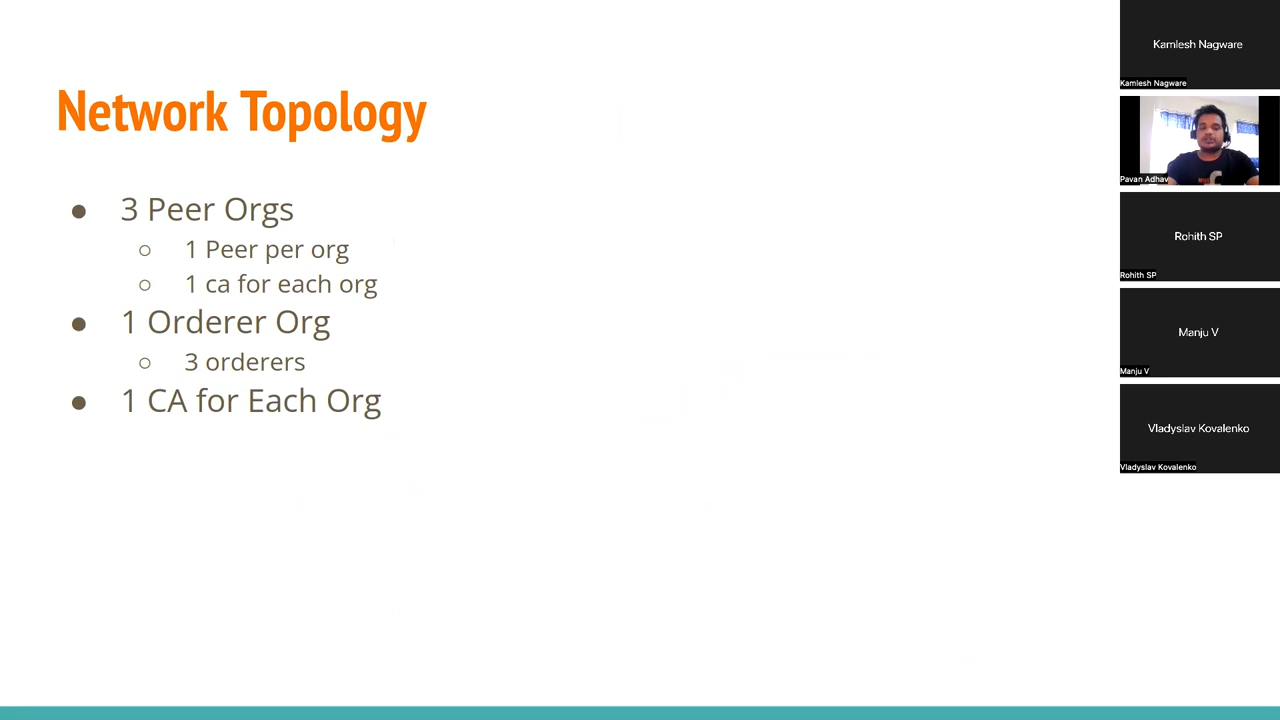 Network Topology
● 3 Peer Orgs
○ 1 Peer per org
○ 1 ca for each org
● 1 Orderer Org
○ 3 orderers
● 1 CA for Each Org
Kamlesh Nagware
Kamlesh Nagware
Pavan Adhav
Rohith SP
Rohith SP
Manju V
Manju V
Vladyslav Kovalenko
Vladyslav Kovalenko